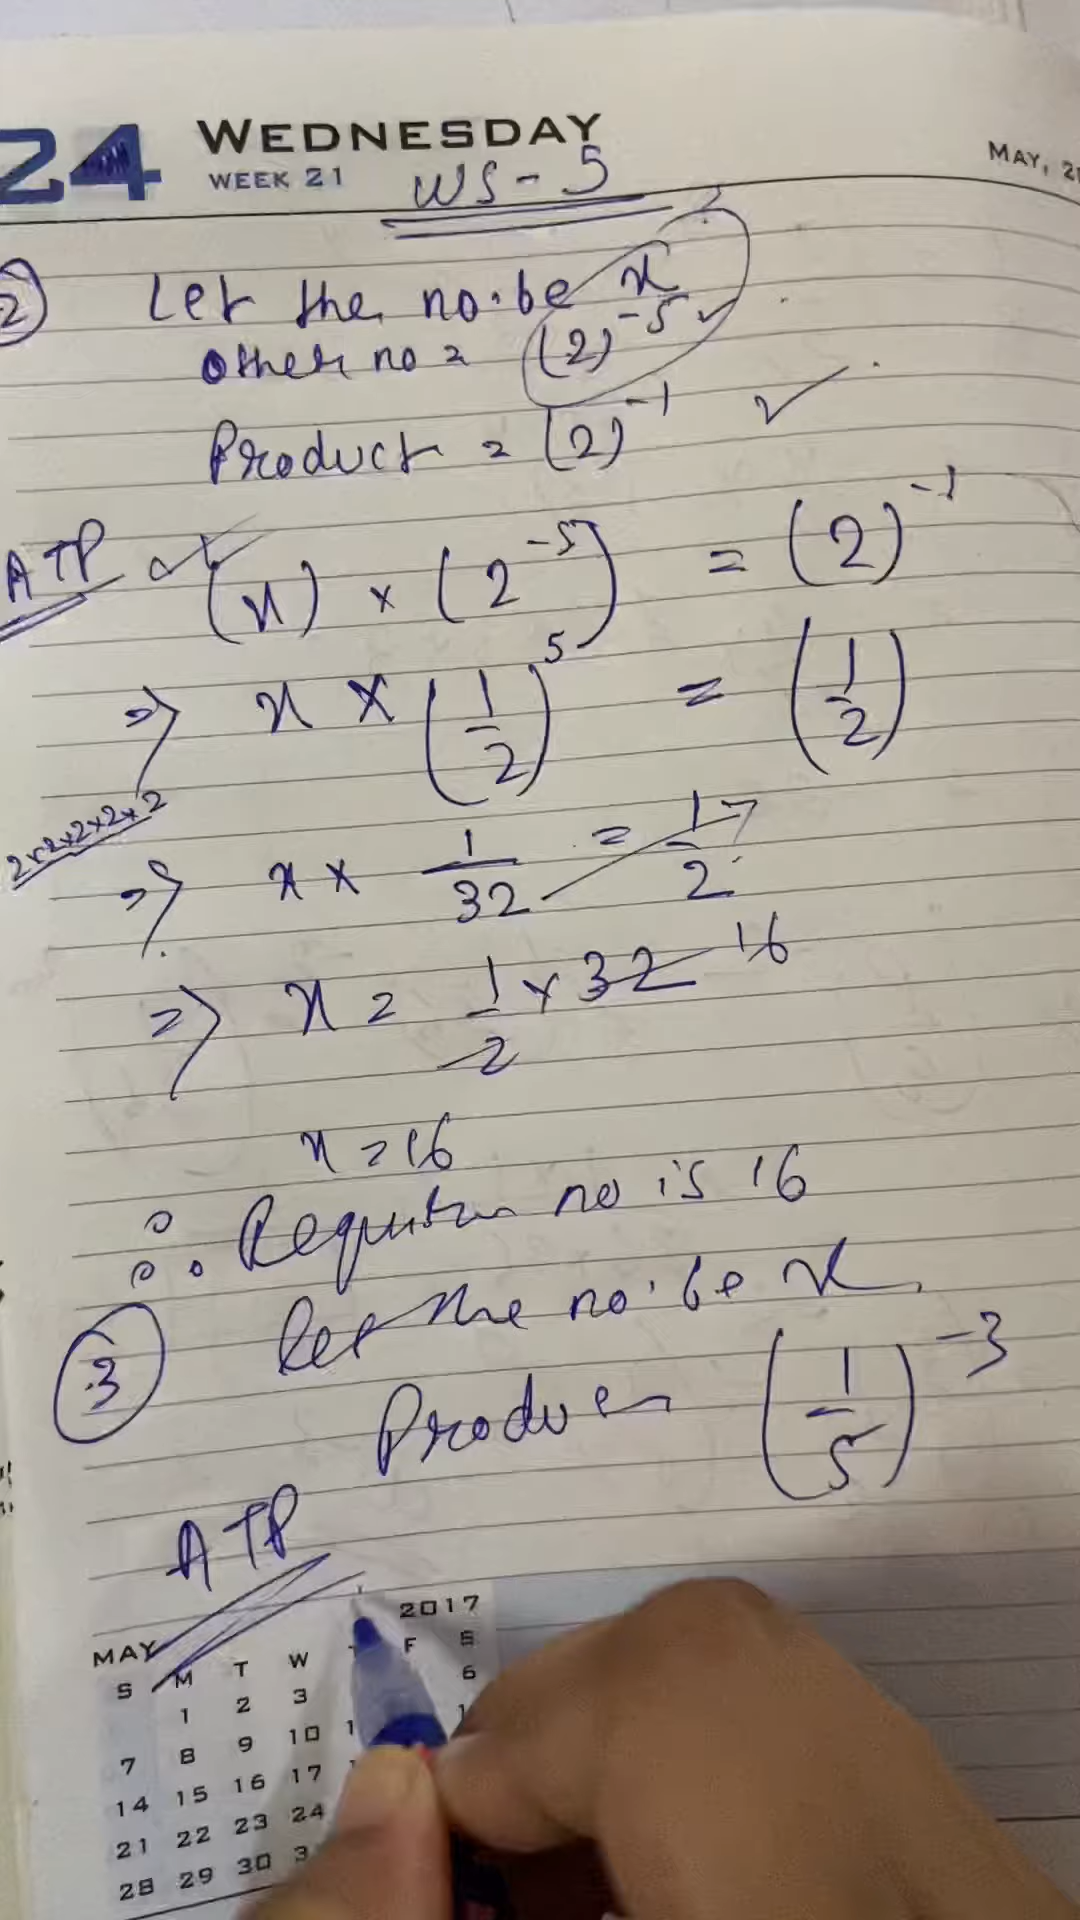 24 WEDNESDAY
WEEK 21
MAY, 2
WS-5
2) Let the no. be x
Other no = (2)^-5
Product = (2)^-1
ATP (x) × (2^-5) = (2)^-1
⇒ x × (1/2)^5 = (1/2)
2×2×2×2×2
⇒ x × 1/32 = 1/2
⇒ x = 1/2 × 32 16
x = 16
∴ Required no is 16
3) Let the no. be x.
Product (1/5)^-3
ATP
MAY 2017
S M T W F S
1 2 3 6
7 8 9 10
14 15 16 17
21 22 23 24
28 29 30